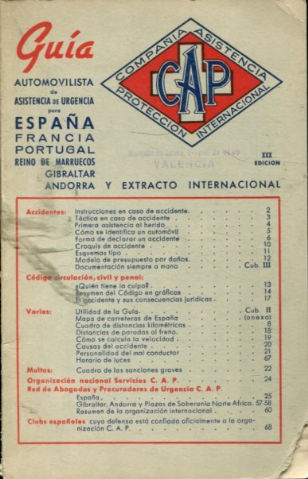 Guía
AUTOMOVILISTA
de
ASISTENCIA DE URGENCIA
para
ESPAÑA
FRANCIA
PORTUGAL
REINO DE MARRUECOS
GIBRALTAR
ANDORRA Y EXTRACTO INTERNACIONAL
COMPAÑIA ASISTENCIA
PROTECCION INTERNACIONAL
CAP
VALENCIA
XIX
EDICION
Accidentes: Instrucciones en caso de accidente. 2
Táctica en caso de accidente 3
Primera asistencia al herido 4
Cómo se identifica un automóvil 5
Forma de declarar un accidente 6
Croquis de accidente 10
Esquemas tipo 11
Modelo de presupuesto por daños. 12
Documentación siempre a mano Cub. III
Código circulación, civil y penal:
¿Quién tiene la culpa? 13
Resumen del Código en gráficos 14
El accidente y sus consecuencias jurídicas 17
Varios: Utilidad de la Guía. Cub. II
Mapa de carreteras de España (anexo)
Cuadro de distancias kilométricas 8
Distancias de paradas al freno. 18
Cómo se calcula la velocidad 19
Causas del accidente 20
Personalidad del mal conductor 21
Horario de luces 67
Multas: Cuadro de las sanciones graves 22
Organización nacional Servicios C. A. P. 24
Red de Abogados y Procuradores de Urgencia C. A. P.
España. 25
Gibraltar, Andorra y Plazas de Soberanía Norte Africa. 57-58
Resumen de la organización internacional 60
Clubs españoles cuya defensa está confiada oficialmente a la orga-
nización C. A. P. 68